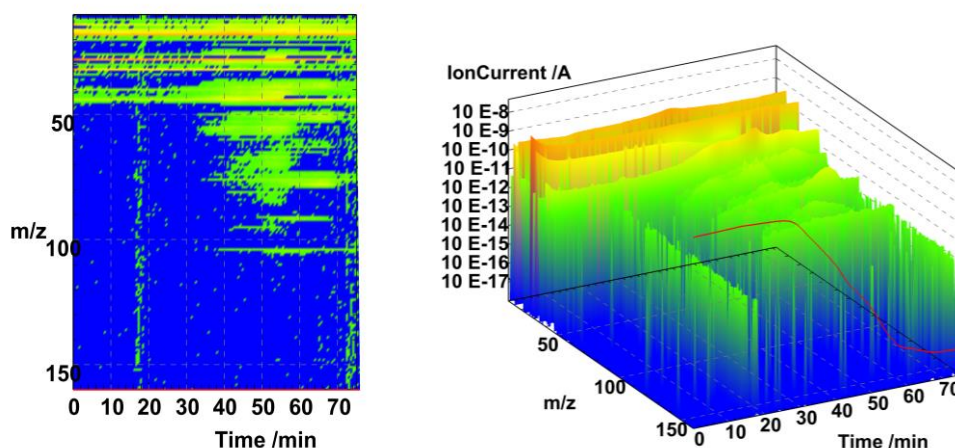 50
m/z
100
150
0 10 20 30 40 50 60 70
Time /min
IonCurrent /A
10 E-8
10 E-9
10 E-10
10 E-11
10 E-12
10 E-13
10 E-14
10 E-15
10 E-16
10 E-17
50
100
m/z
150
0 10 20 30 40 50 60 70
Time /min